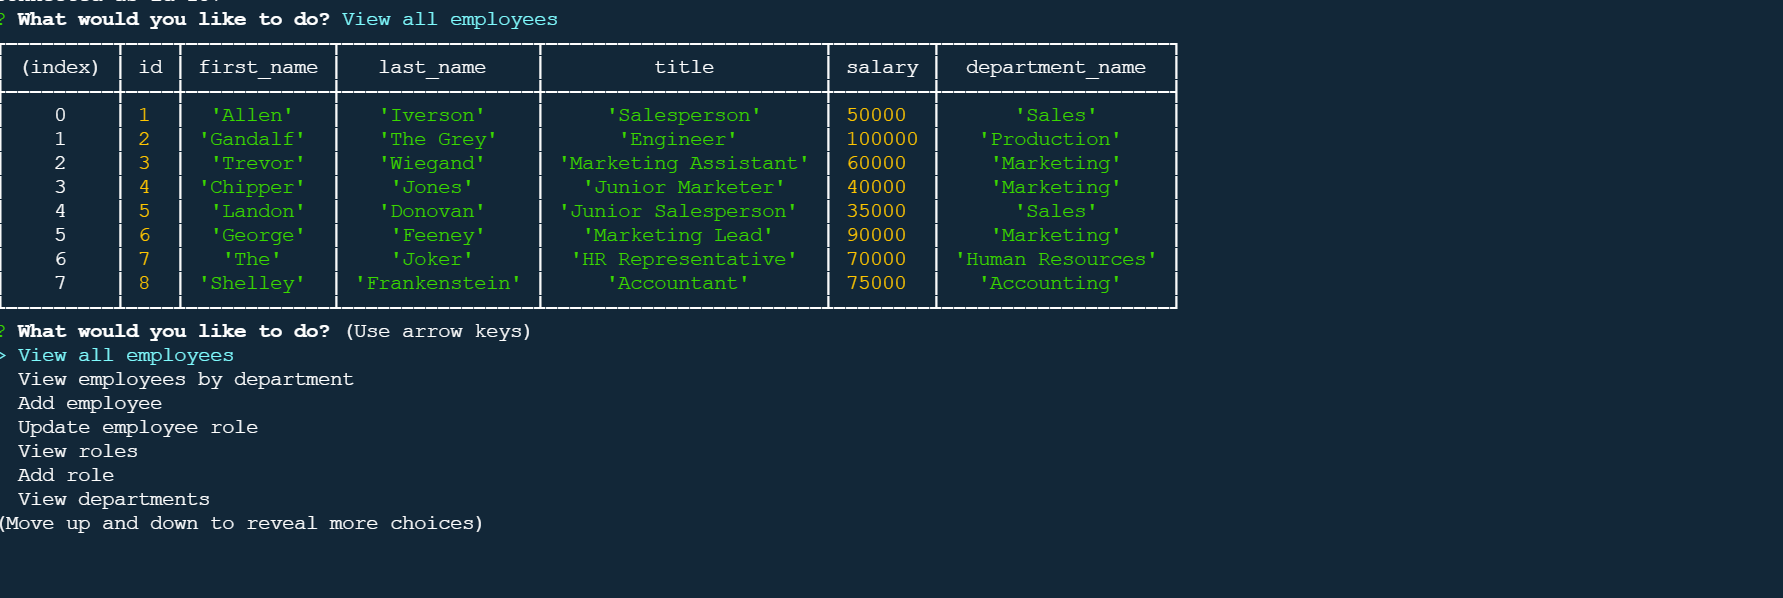 ? What would you like to do? View all employees
(index) id first_name last_name title salary department_name
0 1 'Allen' 'Iverson' 'Salesperson' 50000 'Sales'
1 2 'Gandalf' 'The Grey' 'Engineer' 100000 'Production'
2 3 'Trevor' 'Wiegand' 'Marketing Assistant' 60000 'Marketing'
3 4 'Chipper' 'Jones' 'Junior Marketer' 40000 'Marketing'
4 5 'Landon' 'Donovan' 'Junior Salesperson' 35000 'Sales'
5 6 'George' 'Feeney' 'Marketing Lead' 90000 'Marketing'
6 7 'The' 'Joker' 'HR Representative' 70000 'Human Resources'
7 8 'Shelley' 'Frankenstein' 'Accountant' 75000 'Accounting'
? What would you like to do? (Use arrow keys)
> View all employees
View employees by department
Add employee
Update employee role
View roles
Add role
View departments
(Move up and down to reveal more choices)